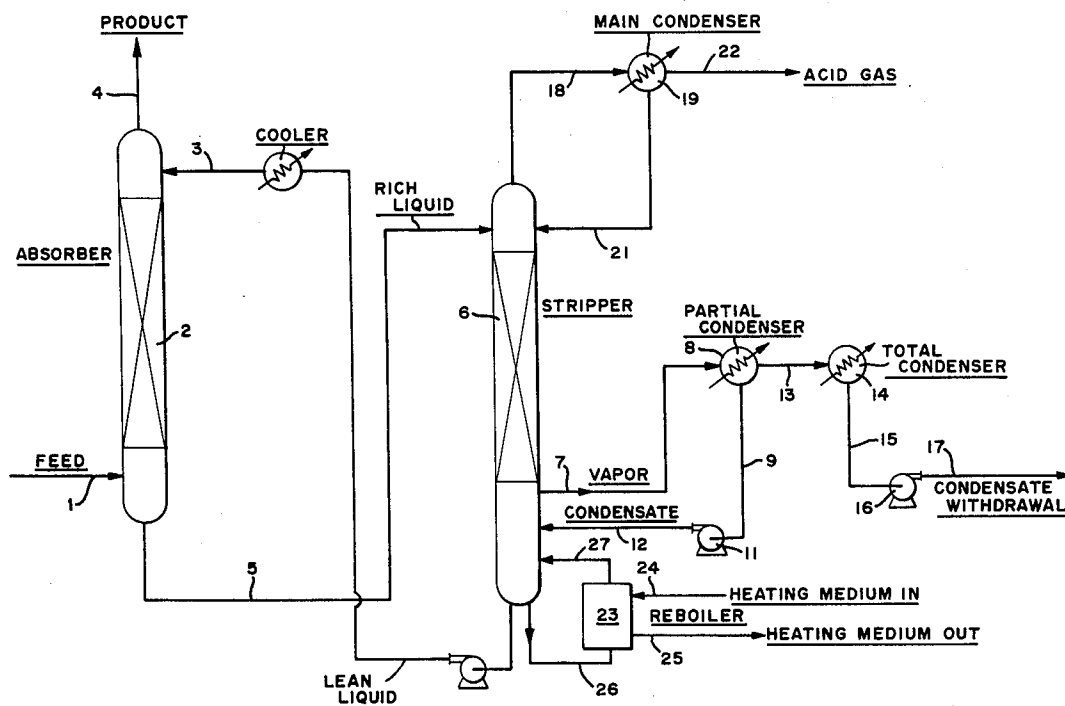 PRODUCT
4
ABSORBER
2
FEED
1
5
3
COOLER
RICH
LIQUID
LEAN
LIQUID
18
MAIN CONDENSER
19
22
ACID GAS
21
6
STRIPPER
7
VAPOR
PARTIAL
CONDENSER
8
9
13
TOTAL
CONDENSER
14
15
16
17
CONDENSATE
WITHDRAWAL
CONDENSATE
12
11
27
24
HEATING MEDIUM IN
23
REBOILER
25
HEATING MEDIUM OUT
26